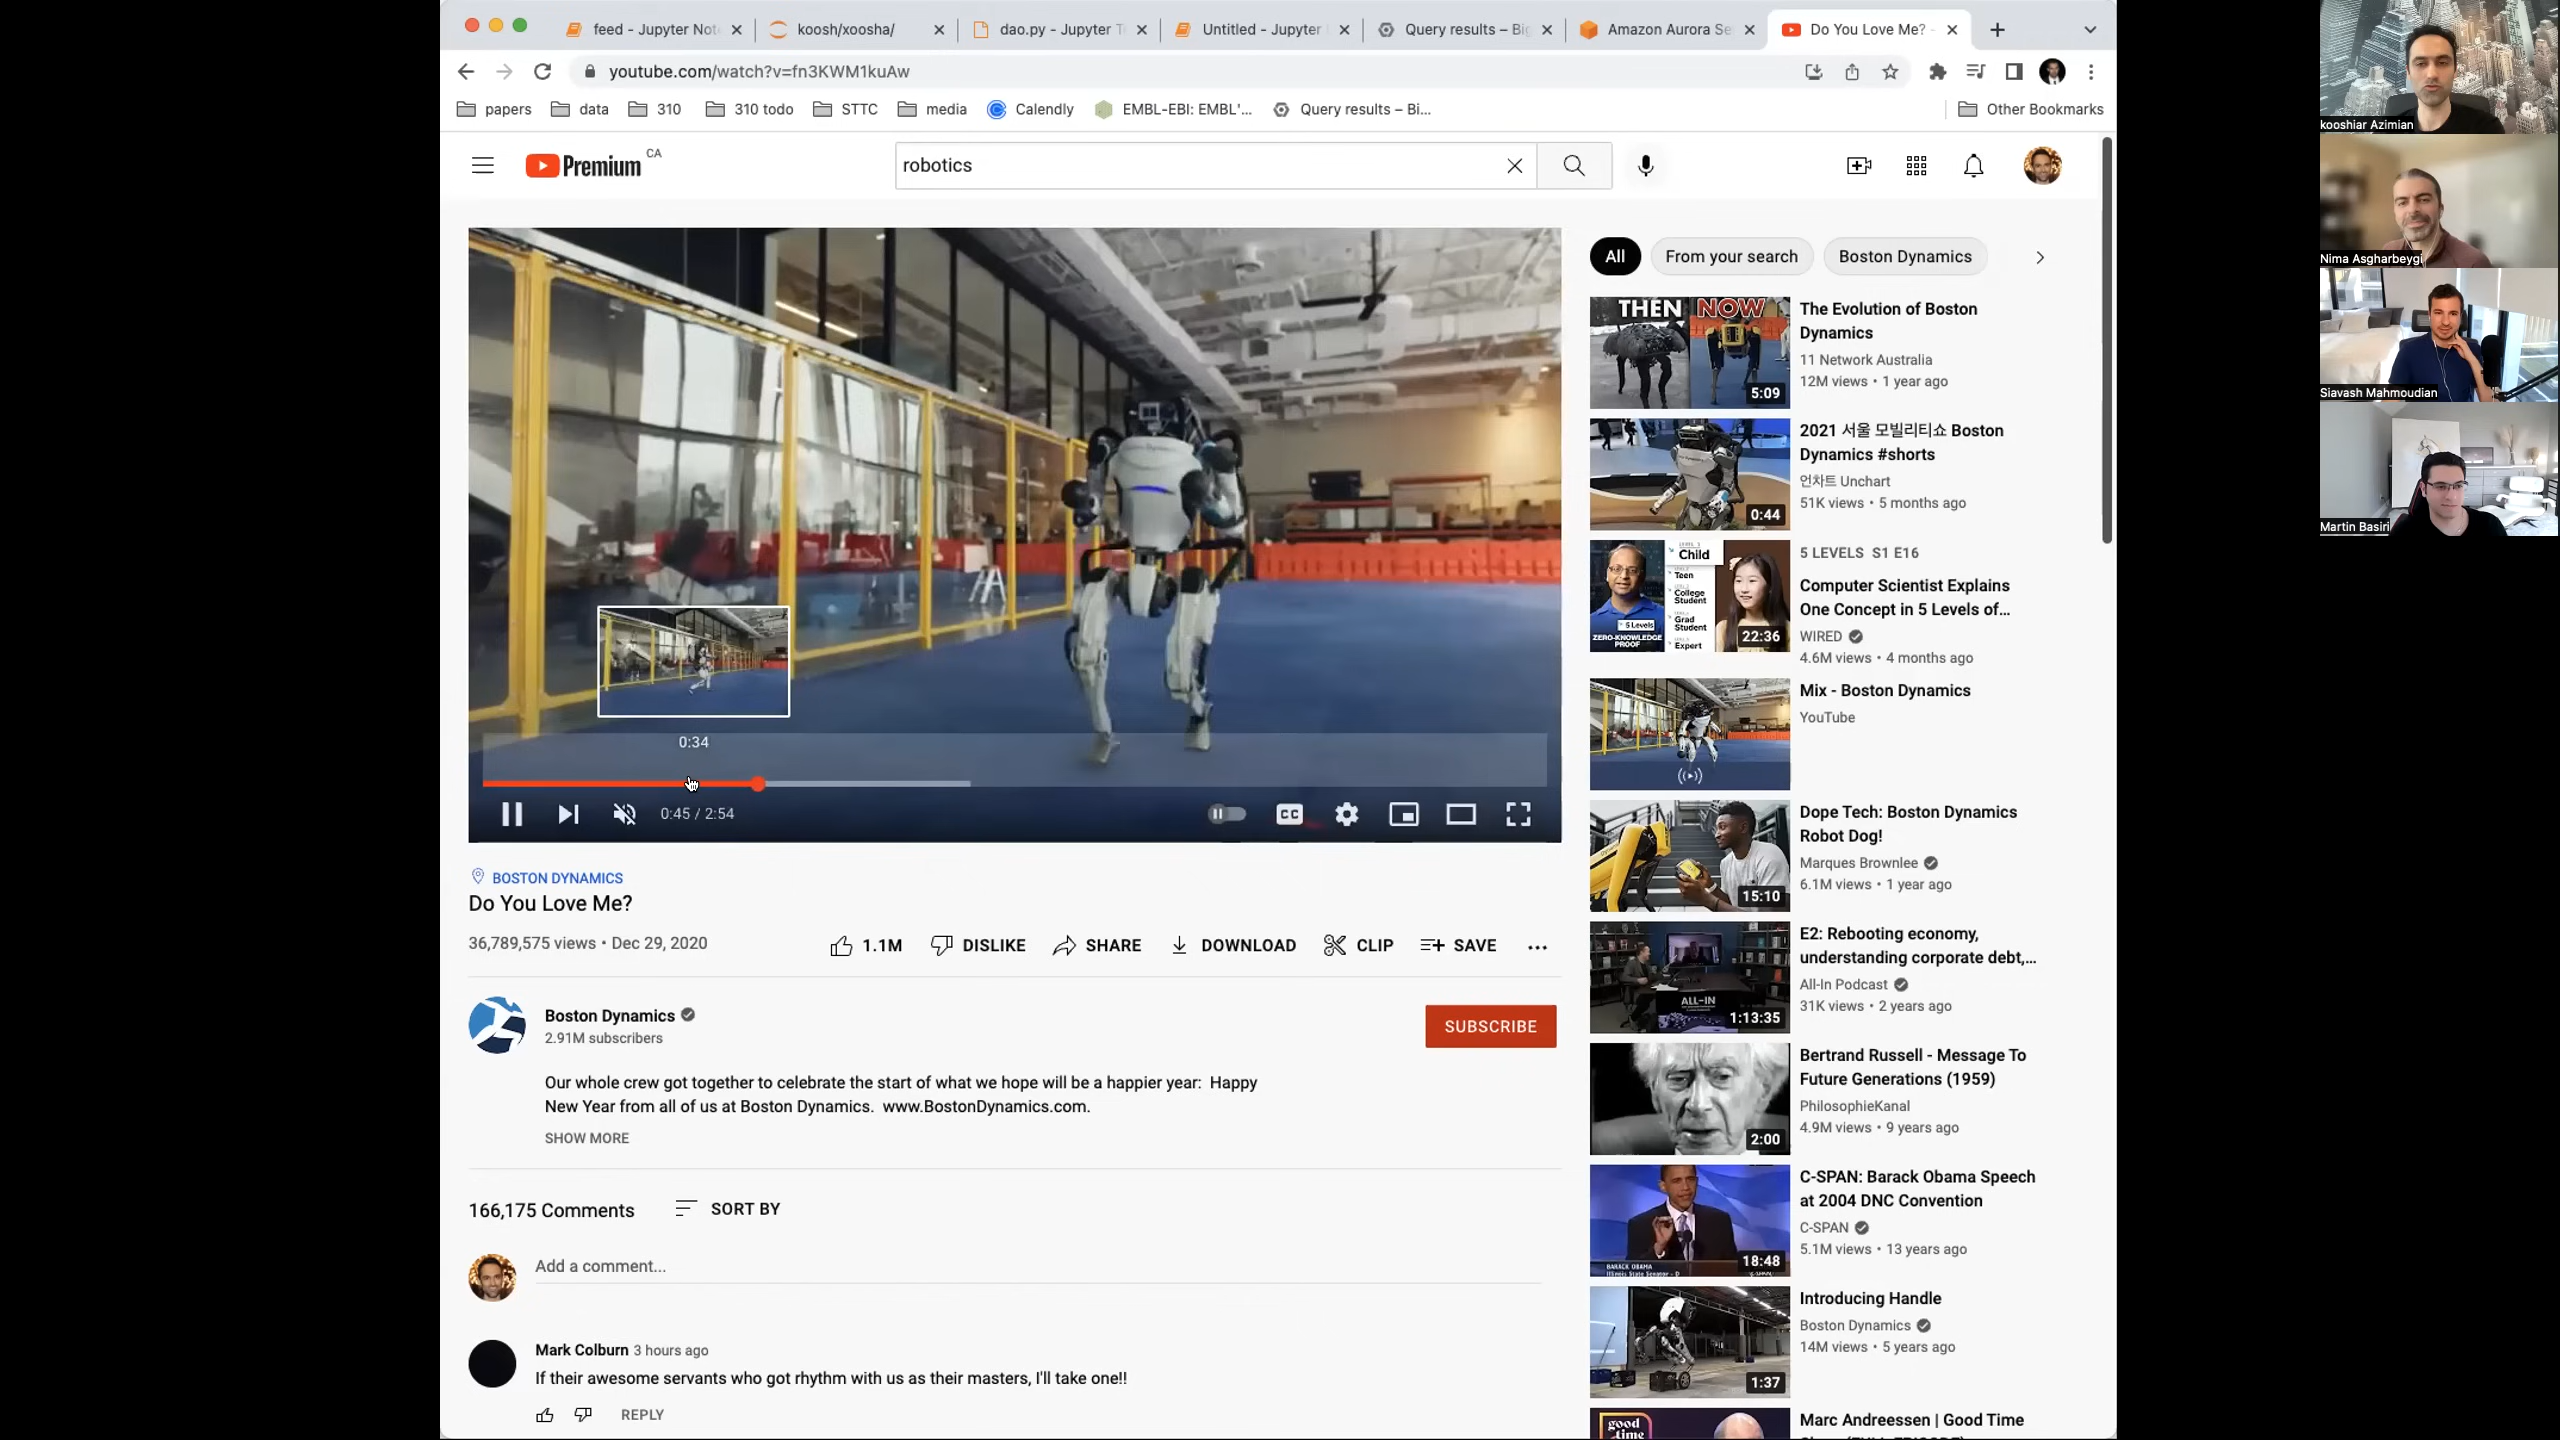 feed - Jupyter Not
koosh/xoosha/
dao.py - Jupyter T
Untitled - Jupyter
Query results – Big
Amazon Aurora Se
Do You Love Me? -
youtube.com/watch?v=fn3KWM1kuAw
papers
data
310
310 todo
STTC
media
Calendly
EMBL-EBI: EMBL'...
Query results – Bi...
Other Bookmarks
Premium
CA
robotics
0:34
0:45 / 2:54
CC
BOSTON DYNAMICS
Do You Love Me?
36,789,575 views • Dec 29, 2020
1.1M
DISLIKE
SHARE
DOWNLOAD
CLIP
SAVE
Boston Dynamics
2.91M subscribers
SUBSCRIBE
Our whole crew got together to celebrate the start of what we hope will be a happier year: Happy
New Year from all of us at Boston Dynamics. www.BostonDynamics.com.
SHOW MORE
166,175 Comments
SORT BY
Add a comment...
Mark Colburn 3 hours ago
If their awesome servants who got rhythm with us as their masters, I'll take one!!
REPLY
All
From your search
Boston Dynamics
THEN NOW
5:09
The Evolution of Boston
Dynamics
11 Network Australia
12M views • 1 year ago
0:44
2021 서울 모빌리티쇼 Boston
Dynamics #shorts
언차트 Unchart
51K views • 5 months ago
Child
Teen
College
Student
Grad
Student
Expert
5 Levels
ZERO-KNOWLEDGE
PROOF
22:36
5 LEVELS S1 E16
Computer Scientist Explains
One Concept in 5 Levels of...
WIRED
4.6M views • 4 months ago
Mix - Boston Dynamics
YouTube
15:10
Dope Tech: Boston Dynamics
Robot Dog!
Marques Brownlee
6.1M views • 1 year ago
ALL-IN
1:13:35
E2: Rebooting economy,
understanding corporate debt,...
All-In Podcast
31K views • 2 years ago
2:00
Bertrand Russell - Message To
Future Generations (1959)
PhilosophieKanal
4.9M views • 9 years ago
BARACK OBAMA
Illinois State Senator - D
18:48
C-SPAN: Barack Obama Speech
at 2004 DNC Convention
C-SPAN
5.1M views • 13 years ago
1:37
Introducing Handle
Boston Dynamics
14M views • 5 years ago
good
time
Marc Andreessen | Good Time
kooshiar Azimian
Nima Asgharbeygi
Siavash Mahmoudian
Martin Basiri